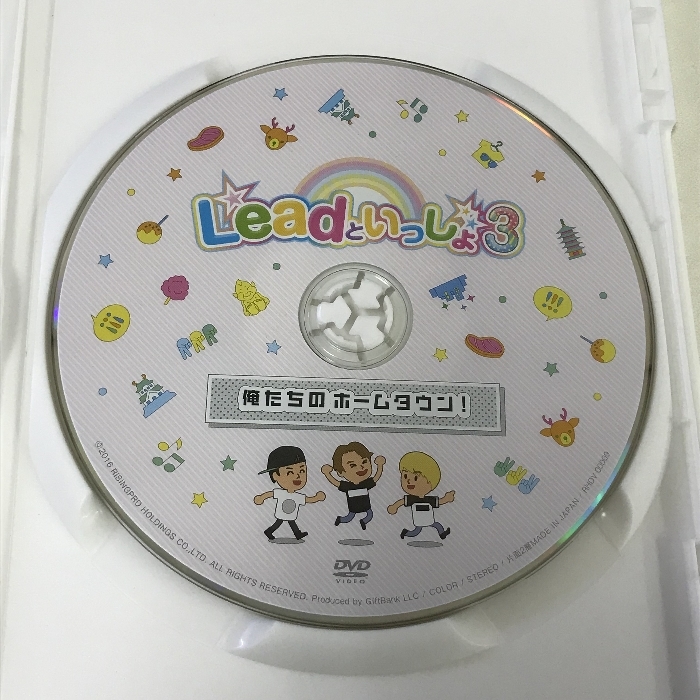 Leadといっしょ3
俺たちのホームタウン!
DVD
VIDEO
©2016 RISINGPRO HOLDINGS CO.,LTD. ALL RIGHTS RESERVED. Produced by GiftBank LLC / COLOR / STEREO / 片面2層 MADE IN JAPAN / RHDV-03009